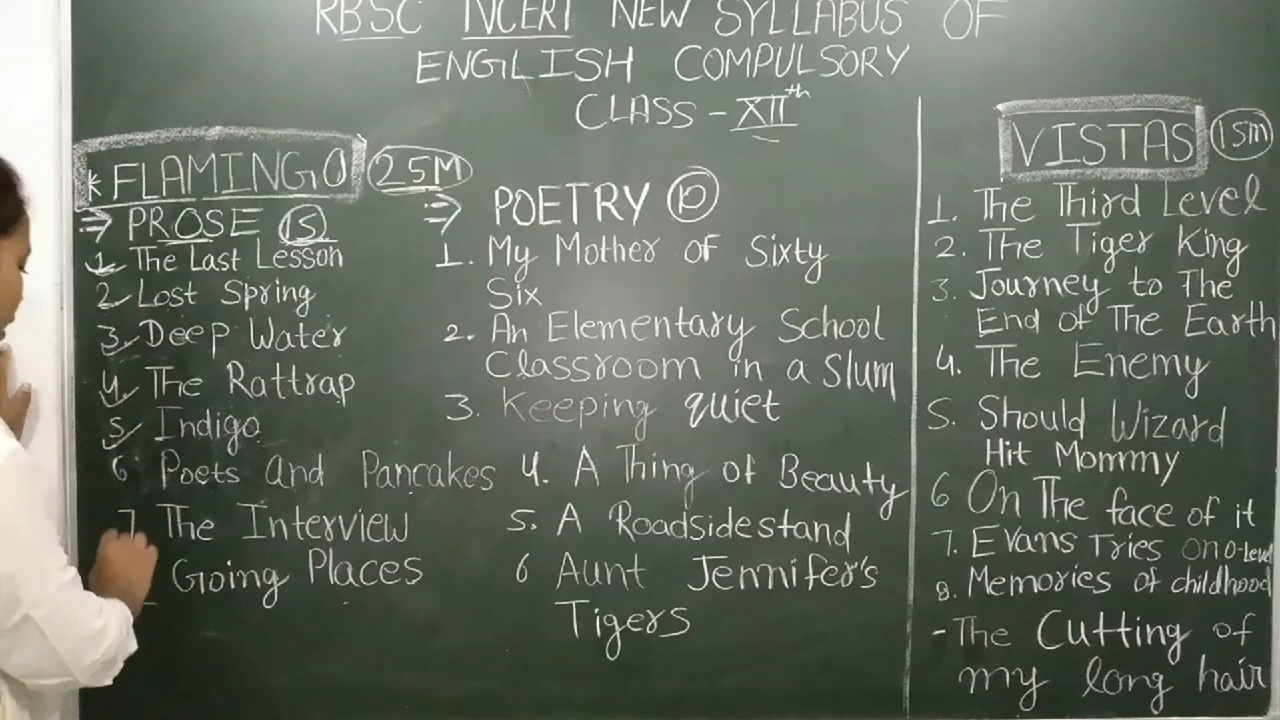 RBSC NCERT NEW SYLLABUS OF
ENGLISH COMPULSORY
CLASS - XIIth
* FLAMINGO 25M
⇒ PROSE 15
1. The Last Lesson
2 Lost Spring
3. Deep Water
4 The Rattrap
5 Indigo
6 Poets and Pancakes
7 The Interview
Going Places
⇒ POETRY 10
1. My Mother of Sixty
Six
2. An Elementary School
Classroom in a Slum
3. Keeping quiet
4. A Thing of Beauty
5. A Roadsidestand
6 Aunt Jennifer's
Tigers
VISTAS 15m
1. The Third Level
2. The Tiger King
3. Journey to The
End of The Earth
4. The Enemy
5. Should Wizard
Hit Mommy
6 On The face of it
7. Evans Tries on O-level
8. Memories of childhood
- The Cutting of
my long hair